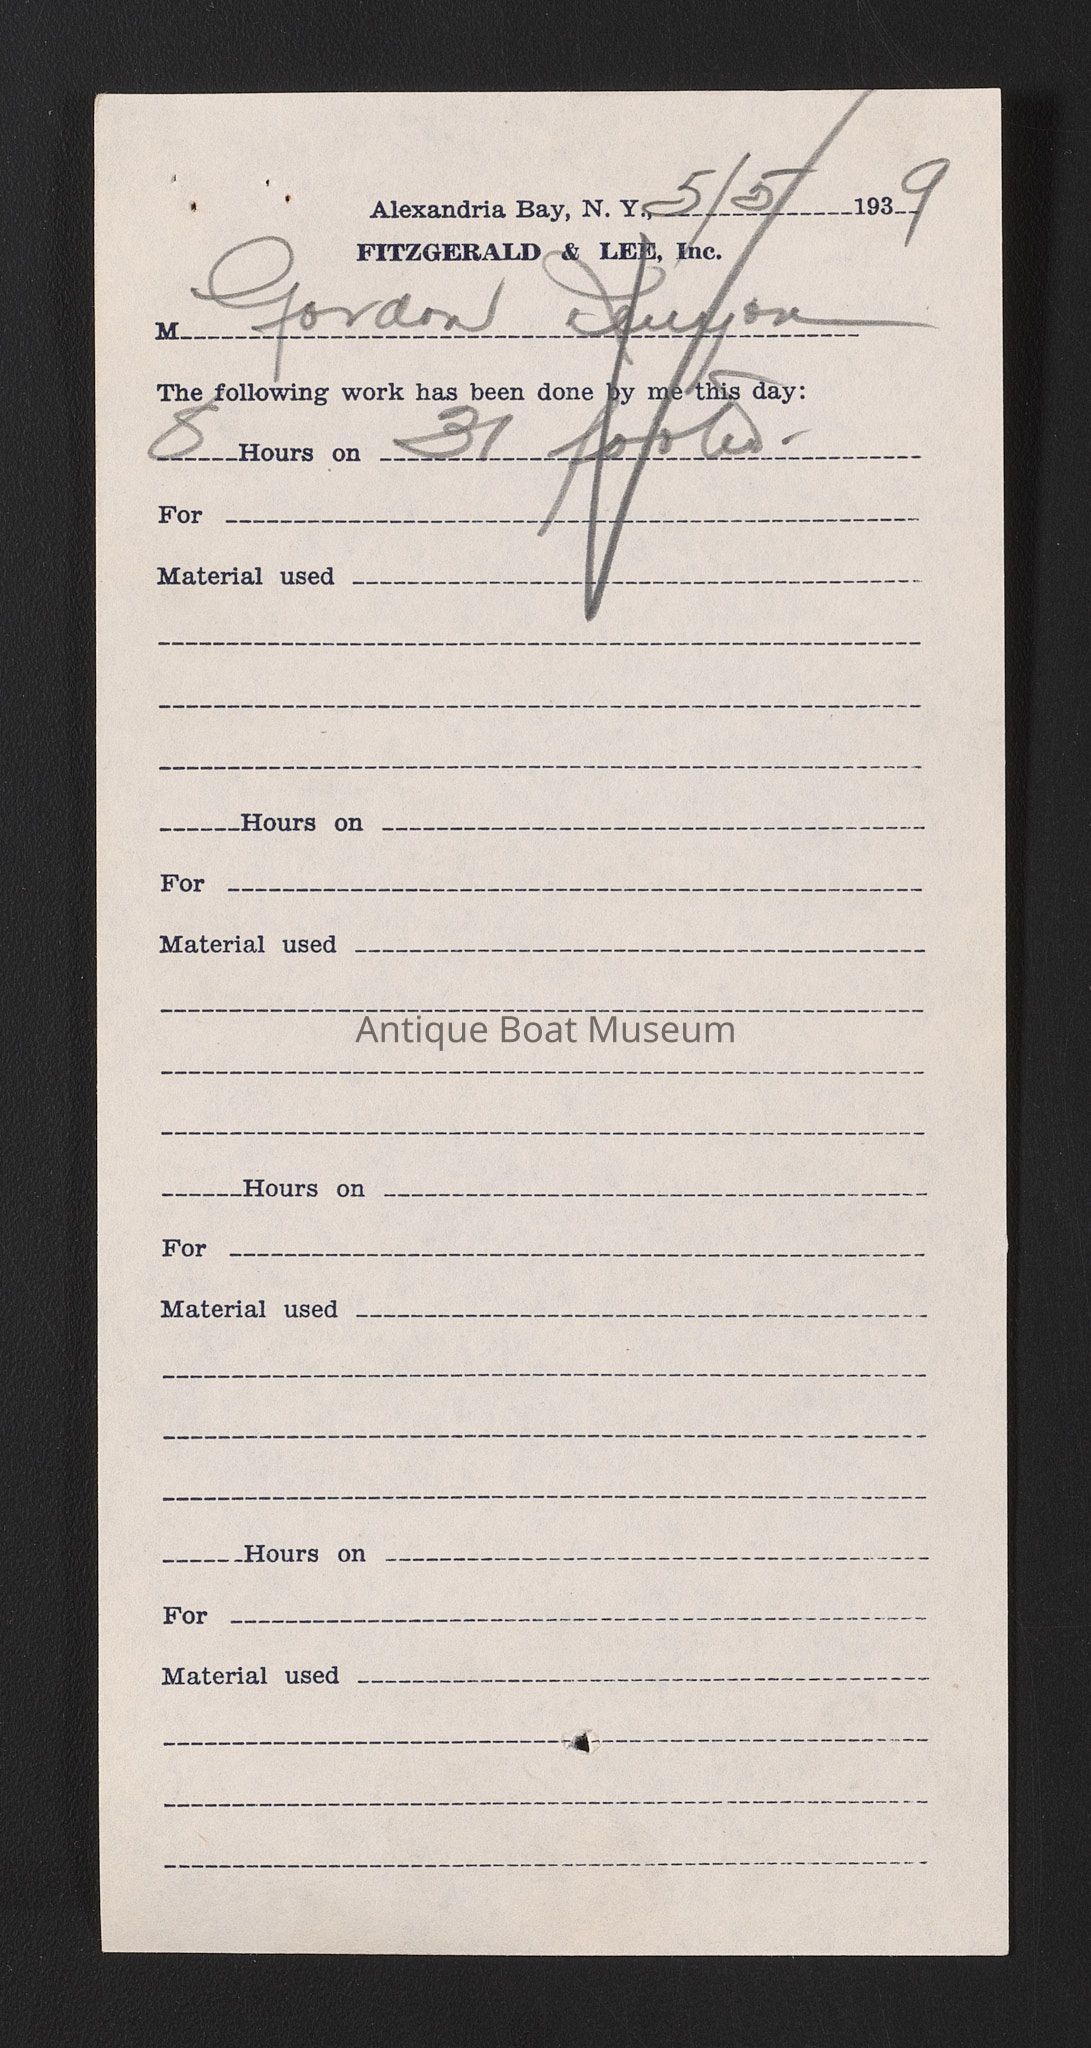 Alexandria Bay, N. Y., 5/5 1939
FITZGERALD & LEE, Inc.
M Gordon
The following work has been done by me this day:
8 Hours on 31 footer.
For
Material used
Hours on
For
Material used
Antique Boat Museum
Hours on
For
Material used
Hours on
For
Material used